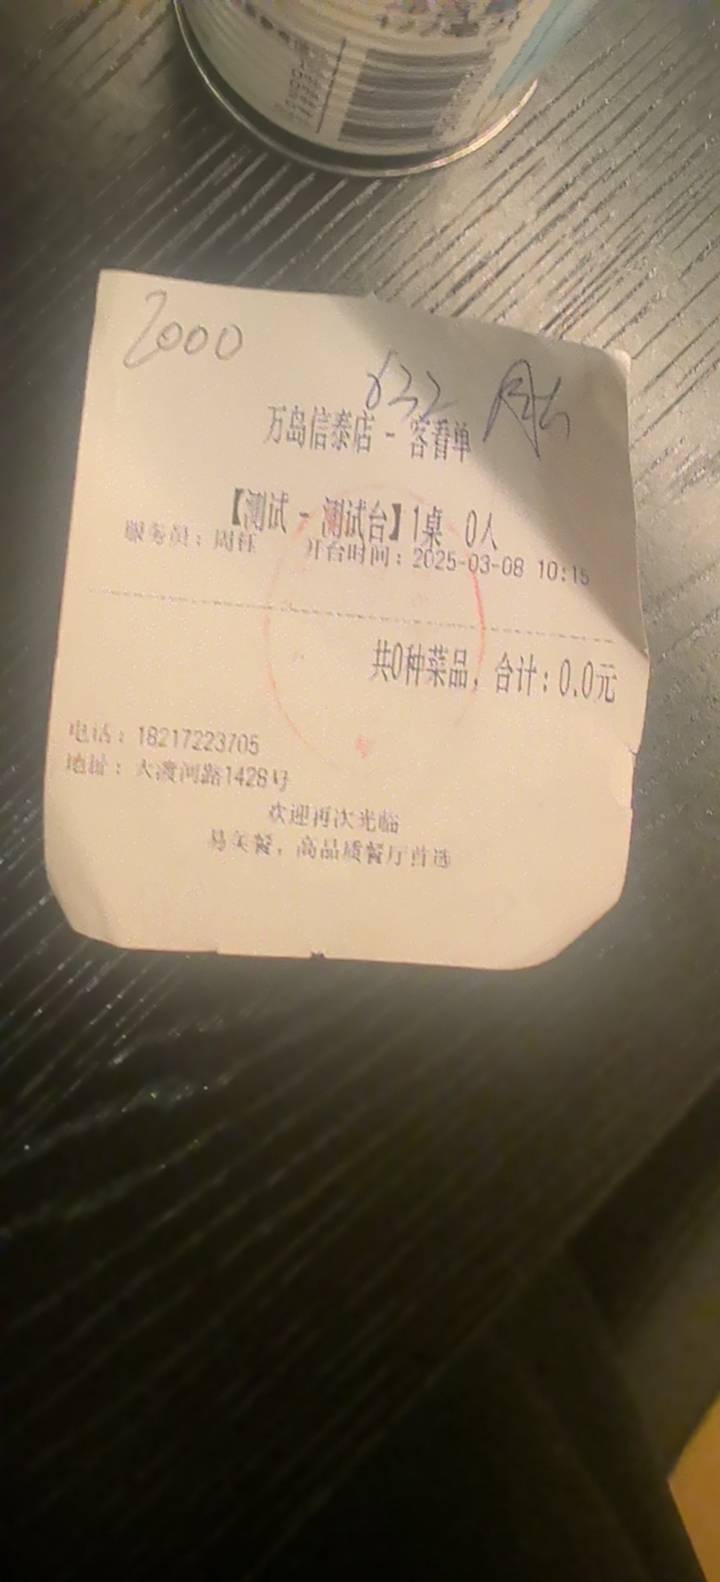 2000
632
万岛信泰店 - 客看单
【测试 - 测试台】1桌 0人
服务员：周钰 开台时间：2025-03-08 10:15
共0种菜品，合计：0.0元
电话：18217223705
地址：大渡河路1428号
欢迎再次光临
易美餐，高品质餐厅首选